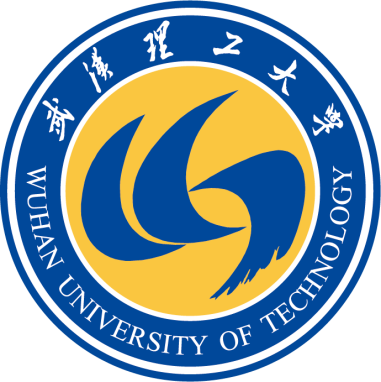 武漢理工大學
WUHAN UNIVERSITY OF TECHNOLOGY